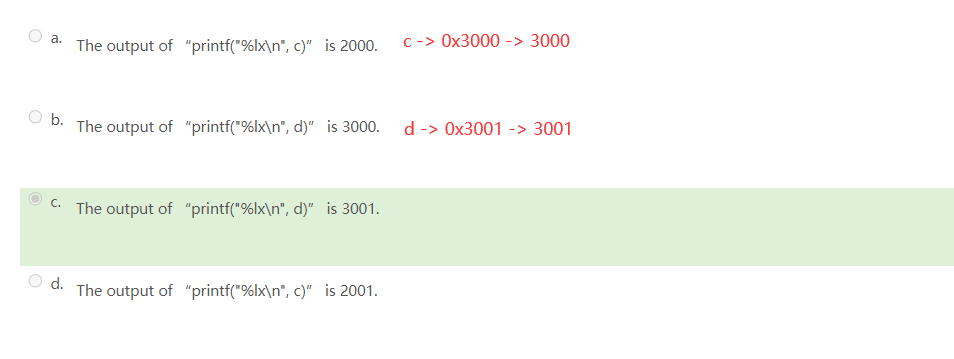 a. The output of “printf("%lx\n", c)” is 2000. c -> 0x3000 -> 3000
b. The output of “printf("%lx\n", d)” is 3000. d -> 0x3001 -> 3001
c. The output of “printf("%lx\n", d)” is 3001.
d. The output of “printf("%lx\n", c)” is 2001.